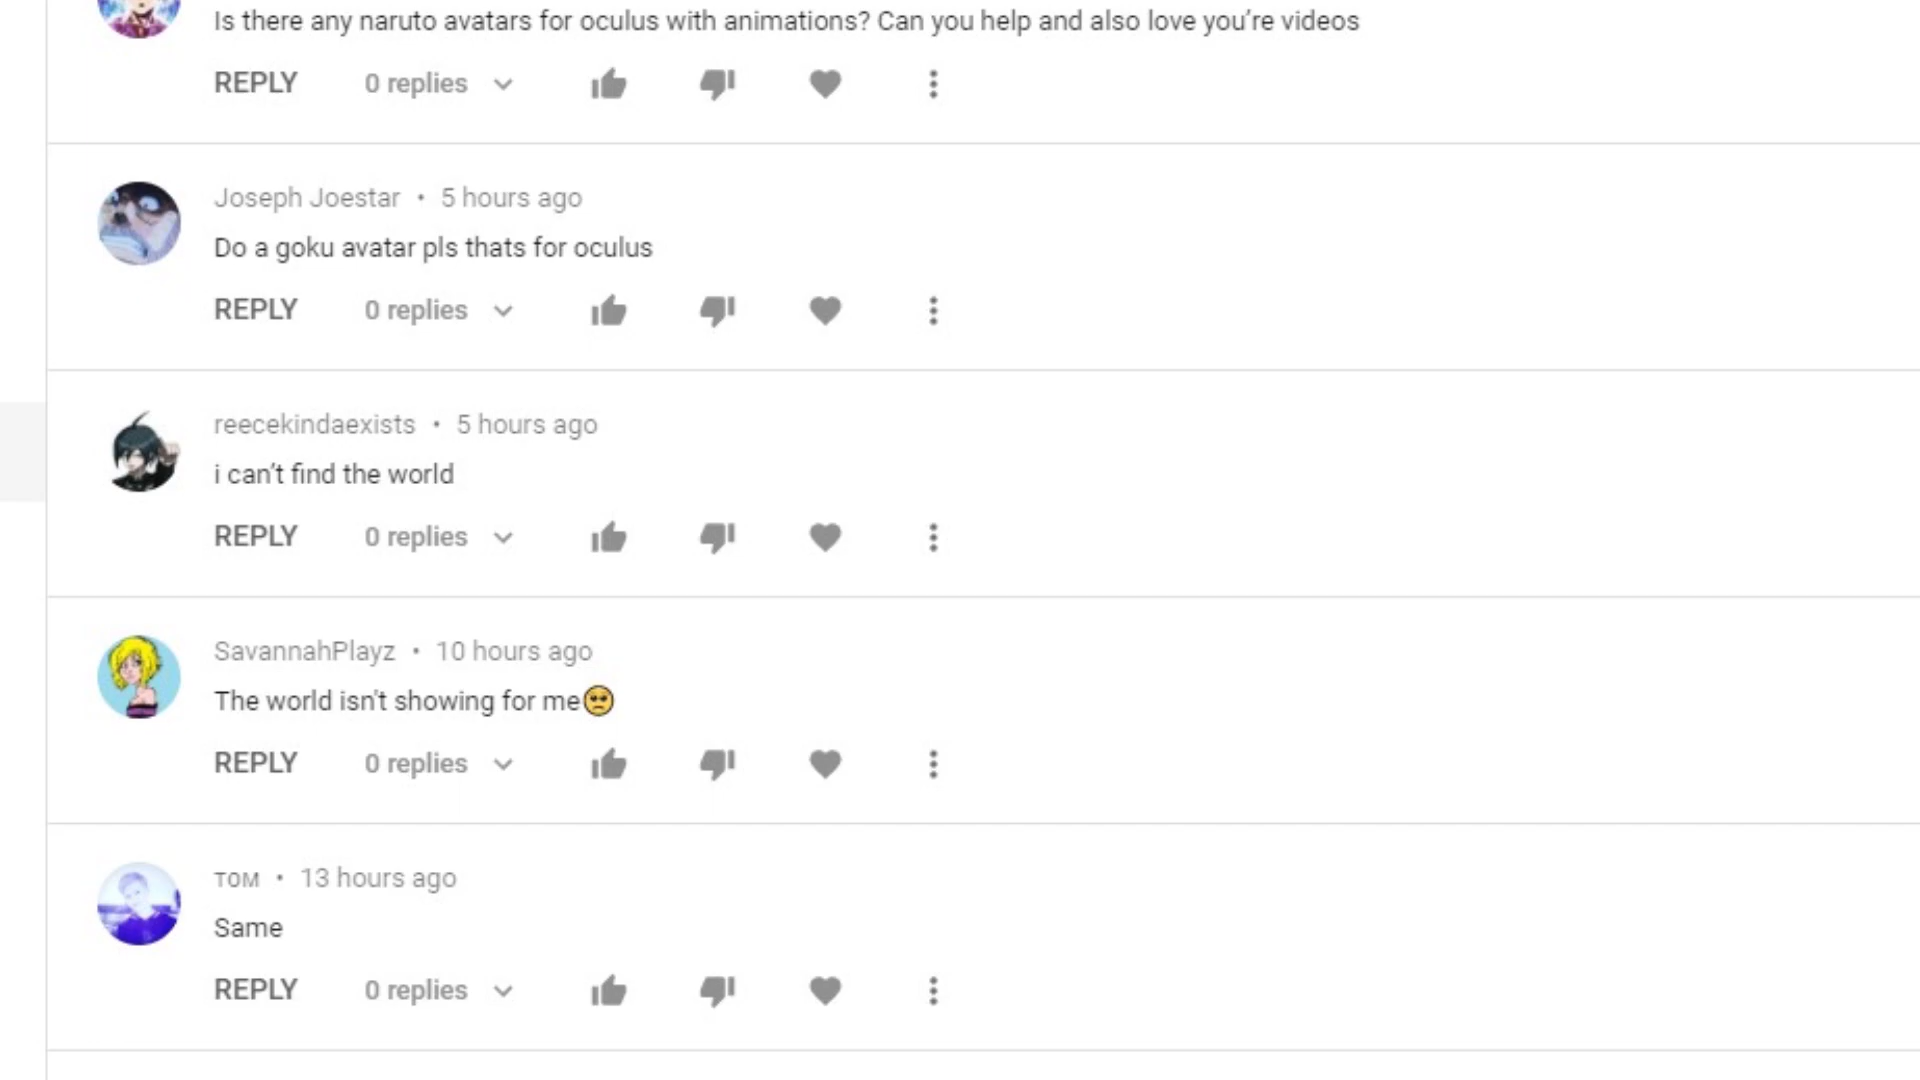 Is there any naruto avatars for oculus with animations? Can you help and also love you’re videos
REPLY 0 replies
Joseph Joestar • 5 hours ago
Do a goku avatar pls thats for oculus
REPLY 0 replies
reecekindaexists • 5 hours ago
i can’t find the world
REPLY 0 replies
SavannahPlayz • 10 hours ago
The world isn't showing for me🥺
REPLY 0 replies
ᴛᴏᴍ • 13 hours ago
Same
REPLY 0 replies